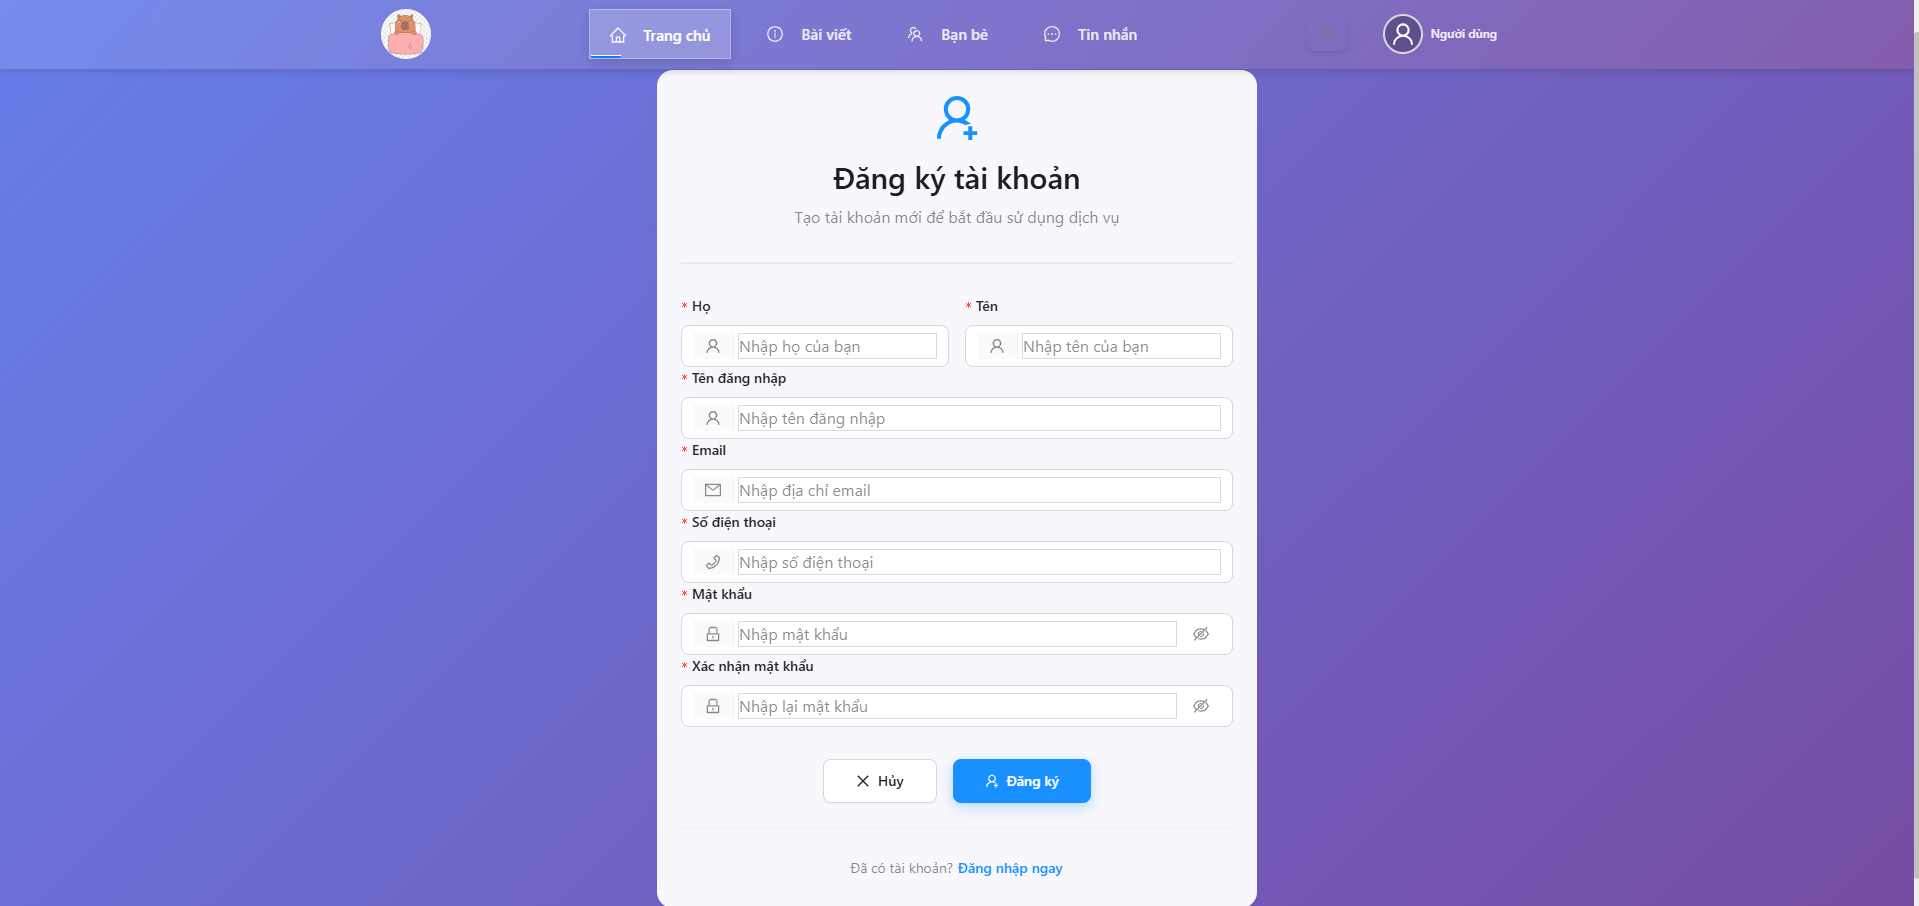 Trang chủ
Bài viết
Bạn bè
Tin nhắn
Người dùng
Đăng ký tài khoản
Tạo tài khoản mới để bắt đầu sử dụng dịch vụ
* Họ
* Tên
Nhập họ của bạn
Nhập tên của bạn
* Tên đăng nhập
Nhập tên đăng nhập
* Email
Nhập địa chỉ email
* Số điện thoại
Nhập số điện thoại
* Mật khẩu
Nhập mật khẩu
* Xác nhận mật khẩu
Nhập lại mật khẩu
Hủy
Đăng ký
Đã có tài khoản? Đăng nhập ngay